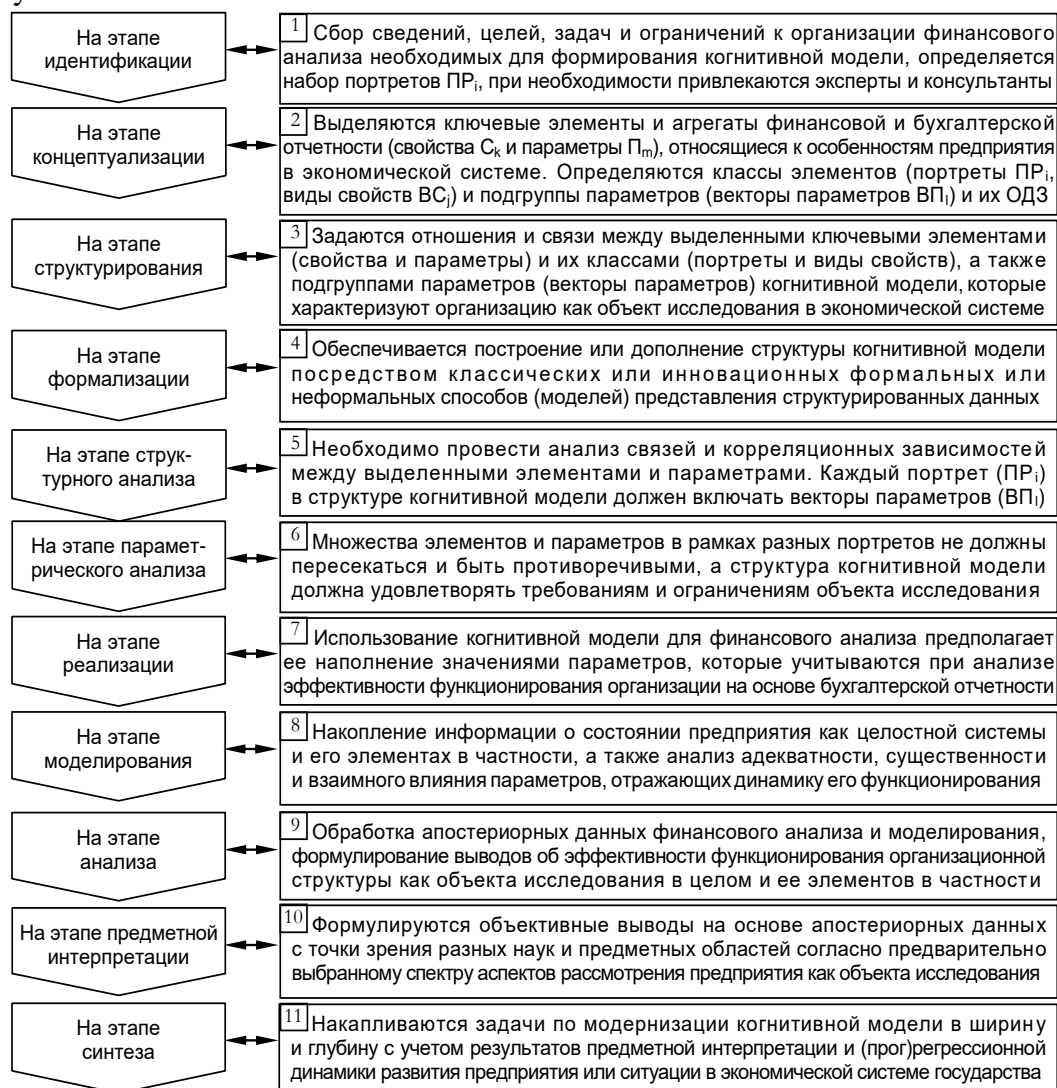 На этапе
идентификации
1 Сбор сведений, целей, задач и ограничений к организации финансового
анализа необходимых для формирования когнитивной модели, определяется
набор портретов ПРi, при необходимости привлекаются эксперты и консультанты
На этапе
концептуализации
2 Выделяются ключевые элементы и агрегаты финансовой и бухгалтерской
отчетности (свойства Сk и параметры Пm), относящиеся к особенностям предприятия
в экономической системе. Определяются классы элементов (портреты ПРi,
виды свойств ВСj) и подгруппы параметров (векторы параметров ВПl) и их ОДЗ
На этапе
структурирования
3 Задаются отношения и связи между выделенными ключевыми элементами
(свойства и параметры) и их классами (портреты и виды свойств), а также
подгруппами параметров (векторы параметров) когнитивной модели, которые
характеризуют организацию как объект исследования в экономической системе
На этапе
формализации
4 Обеспечивается построение или дополнение структуры когнитивной модели
посредством классических или инновационных формальных или
неформальных способов (моделей) представления структурированных данных
На этапе струк-
турного анализа
5 Необходимо провести анализ связей и корреляционных зависимостей
между выделенными элементами и параметрами. Каждый портрет (ПРi)
в структуре когнитивной модели должен включать векторы параметров (ВПl)
На этапе парамет-
рического анализа
6 Множества элементов и параметров в рамках разных портретов не должны
пересекаться и быть противоречивыми, а структура когнитивной модели
должна удовлетворять требованиям и ограничениям объекта исследования
На этапе
реализации
7 Использование когнитивной модели для финансового анализа предполагает
ее наполнение значениями параметров, которые учитываются при анализе
эффективности функционирования организации на основе бухгалтерской отчетности
На этапе
моделирования
8 Накопление информации о состоянии предприятия как целостной системы
и его элементах в частности, а также анализ адекватности, существенности
и взаимного влияния параметров, отражающих динамику его функционирования
На этапе
анализа
9 Обработка апостериорных данных финансового анализа и моделирования,
формулирование выводов об эффективности функционирования организационной
структуры как объекта исследования в целом и ее элементов в частности
На этапе предметной
интерпретации
10 Формулируются объективные выводы на основе апостериорных данных
с точки зрения разных наук и предметных областей согласно предварительно
выбранному спектру аспектов рассмотрения предприятия как объекта исследования
На этапе
синтеза
11 Накапливаются задачи по модернизации когнитивной модели в ширину
и глубину с учетом результатов предметной интерпретации и (прог)регрессионной
динамики развития предприятия или ситуации в экономической системе государства